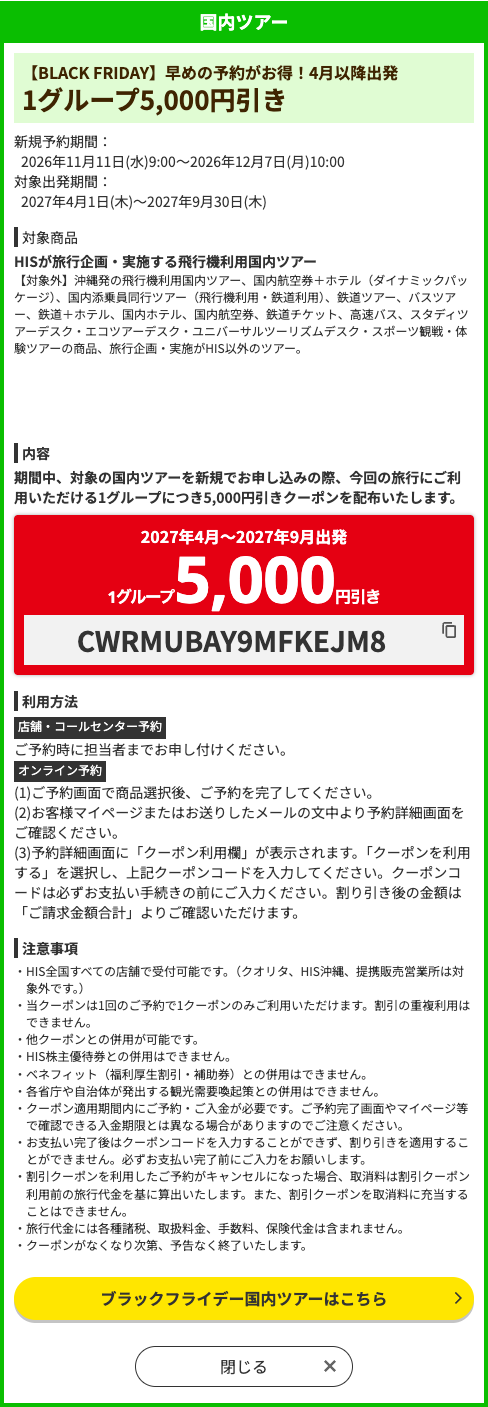 国内ツアー
【BLACK FRIDAY】早めの予約がお得！4月以降出発
1グループ5,000円引き
新規予約期間：
2026年11月11日(水)9:00〜2026年12月7日(月)10:00
対象出発期間：
2027年4月1日(木)〜2027年9月30日(木)
対象商品
HISが旅行企画・実施する飛行機利用国内ツアー
【対象外】沖縄発の飛行機利用国内ツアー、国内航空券＋ホテル（ダイナミックパッ
ケージ）、国内添乗員同行ツアー（飛行機利用・鉄道利用）、鉄道ツアー、バスツア
ー、鉄道＋ホテル、国内ホテル、国内航空券、鉄道チケット、高速バス、スタディツ
アーデスク・エコツアーデスク・ユニバーサルツーリズムデスク・スポーツ観戦・体
験ツアーの商品、旅行企画・実施がHIS以外のツアー。
内容
期間中、対象の国内ツアーを新規でお申し込みの際、今回の旅行にご利
用いただける1グループにつき5,000円引きクーポンを配布いたします。
2027年4月〜2027年9月出発
1グループ5,000円引き
CWRMUBAY9MFKEJM8
利用方法
店舗・コールセンター予約
ご予約時に担当者までお申し付けください。
オンライン予約
(1)ご予約画面で商品選択後、ご予約を完了してください。
(2)お客様マイページまたはお送りしたメールの文中より予約詳細画面を
ご確認ください。
(3)予約詳細画面に「クーポン利用欄」が表示されます。「クーポンを利用
する」を選択し、上記クーポンコードを入力してください。クーポンコ
ードは必ずお支払い手続きの前にご入力ください。割り引き後の金額は
「ご請求金額合計」よりご確認いただけます。
注意事項
・HIS全国すべての店舗で受付可能です。（クオリタ、HIS沖縄、提携販売営業所は対
象外です。）
・当クーポンは1回のご予約で1クーポンのみご利用いただけます。割引の重複利用は
できません。
・他クーポンとの併用が可能です。
・HIS株主優待券との併用はできません。
・ベネフィット（福利厚生割引・補助券）との併用はできません。
・各省庁や自治体が発出する観光需要喚起策との併用はできません。
・クーポン適用期間内にご予約・ご入金が必要です。ご予約完了画面やマイページ等
で確認できる入金期限とは異なる場合がありますのでご注意ください。
・お支払い完了後はクーポンコードを入力することができず、割り引きを適用するこ
とができません。必ずお支払い完了前にご入力をお願いします。
・割引クーポンを利用したご予約がキャンセルになった場合、取消料は割引クーポン
利用前の旅行代金を基に算出いたします。また、割引クーポンを取消料に充当する
ことはできません。
・旅行代金には各種諸税、取扱料金、手数料、保険代金は含まれません。
・クーポンがなくなり次第、予告なく終了いたします。
ブラックフライデー国内ツアーはこちら
閉じる